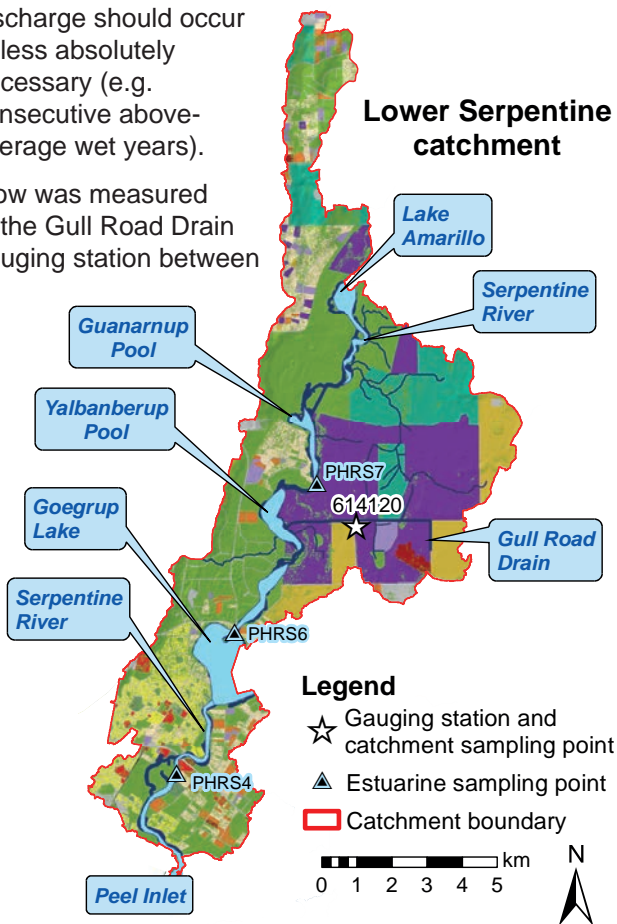 scharge should occur
less absolutely
cessary (e.g.
nsecutive above-
erage wet years).
ow was measured
the Gull Road Drain
uging station between
Lower Serpentine
catchment
Lake
Amarillo
Serpentine
River
Guanarnup
Pool
Yalbanberup
Pool
PHRS7
614120
Goegrup
Lake
Gull Road
Drain
Serpentine
River
PHRS6
PHRS4
Peel Inlet
Legend
Gauging station and
catchment sampling point
Estuarine sampling point
Catchment boundary
km
0 1 2 3 4 5
N